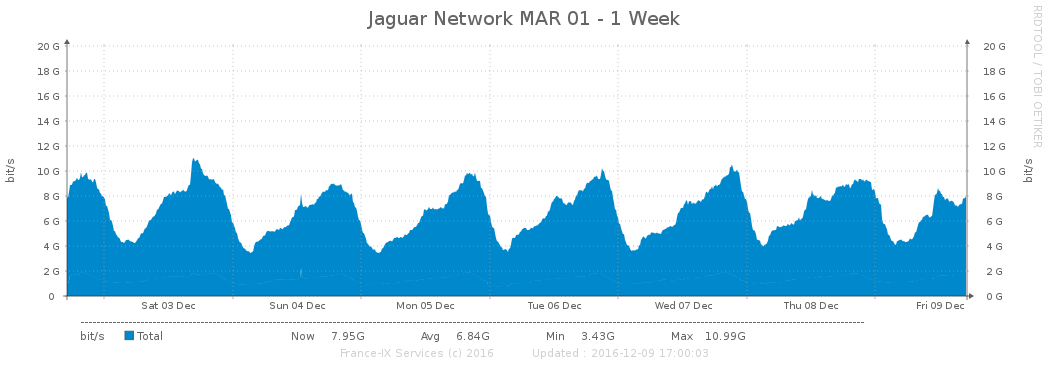 Jaguar Network MAR 01 - 1 Week
RRDTOOL / TOBI OETIKER
20 G 20 G
18 G 18 G
16 G 16 G
14 G 14 G
12 G 12 G
10 G 10 G
8 G 8 G
6 G 6 G
4 G 4 G
2 G 2 G
0 0 G
bit/s bit/s
Sat 03 Dec Sun 04 Dec Mon 05 Dec Tue 06 Dec Wed 07 Dec Thu 08 Dec Fri 09 Dec
bit/s Total Now 7.95G Avg 6.84G Min 3.43G Max 10.99G
France-IX Services (c) 2016 Updated : 2016-12-09 17:00:03